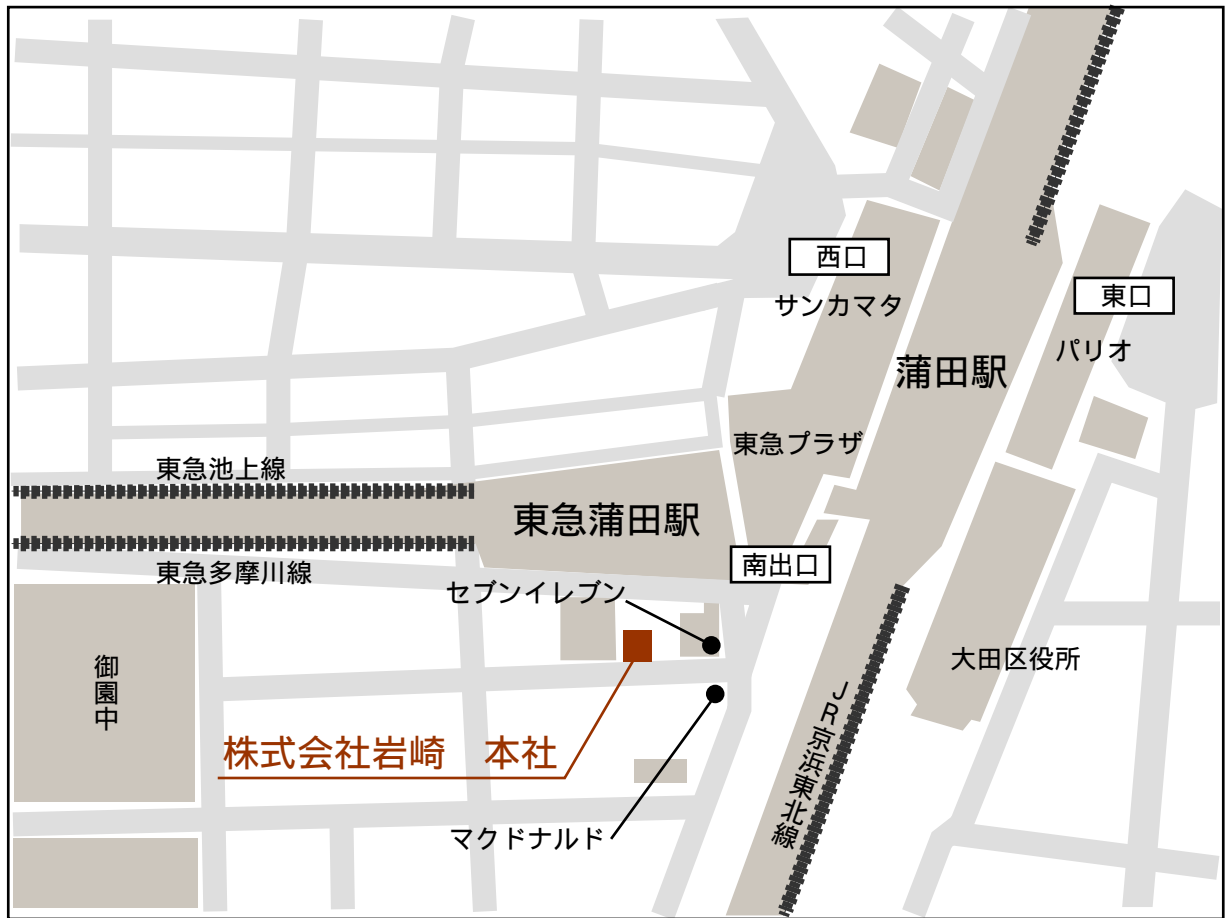 西口
サンカマタ
東口
パリオ
蒲田駅
東急プラザ
東急池上線
東急蒲田駅
南出口
東急多摩川線
セブンイレブン
御園中
大田区役所
JR京浜東北線
株式会社岩崎　本社
マクドナルド